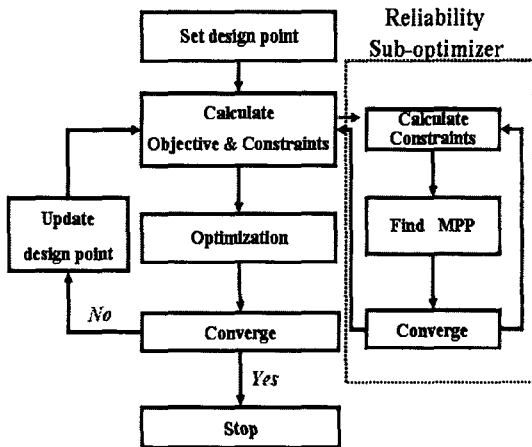 Reliability
Sub-optimizer
Set design point
Calculate
Objective & Constraints
Calculate
Constraints
Update
design point
Optimization
Find MPP
No
Converge
Converge
Yes
Stop